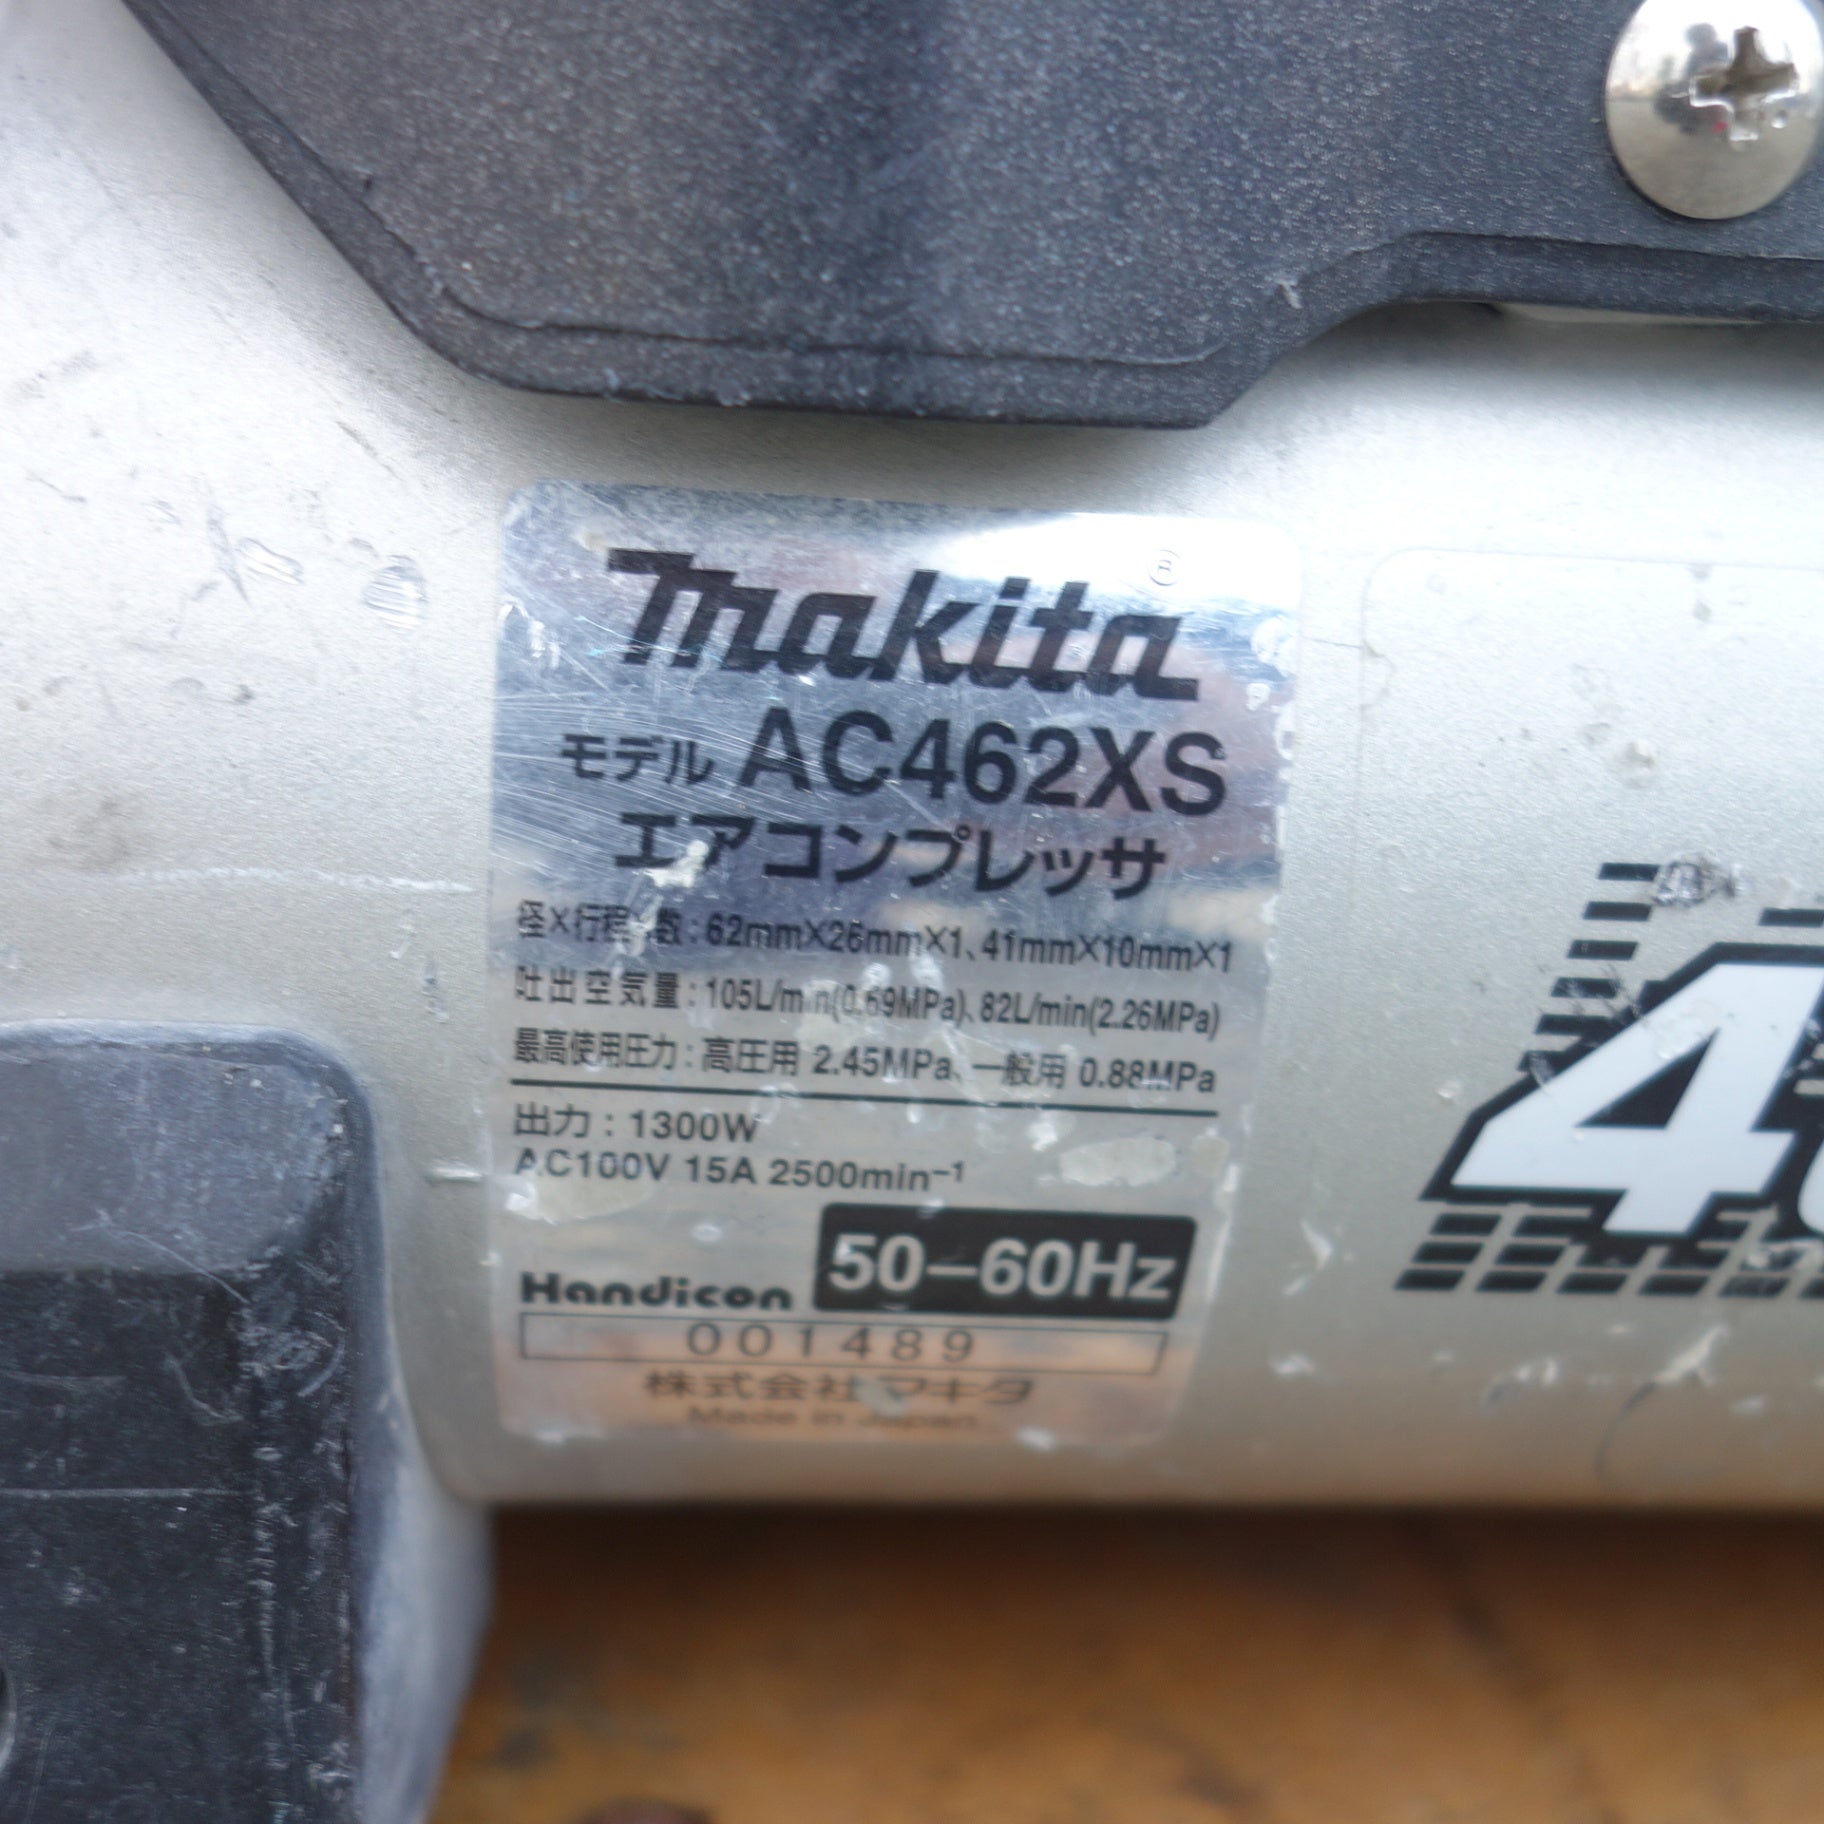 makita®
モデル AC462XS
エアコンプレッサ
径×行程×数:62mm×26mm×1、41mm×10mm×1
吐出空気量:105L/min(0.69MPa)、82L/min(2.26MPa)
最高使用圧力:高圧用 2.45MPa、一般用 0.88MPa
出力:1300W
AC100V 15A 2500min⁻¹
Handicon 50-60Hz
001489
株式会社マキタ
Made in Japan
4